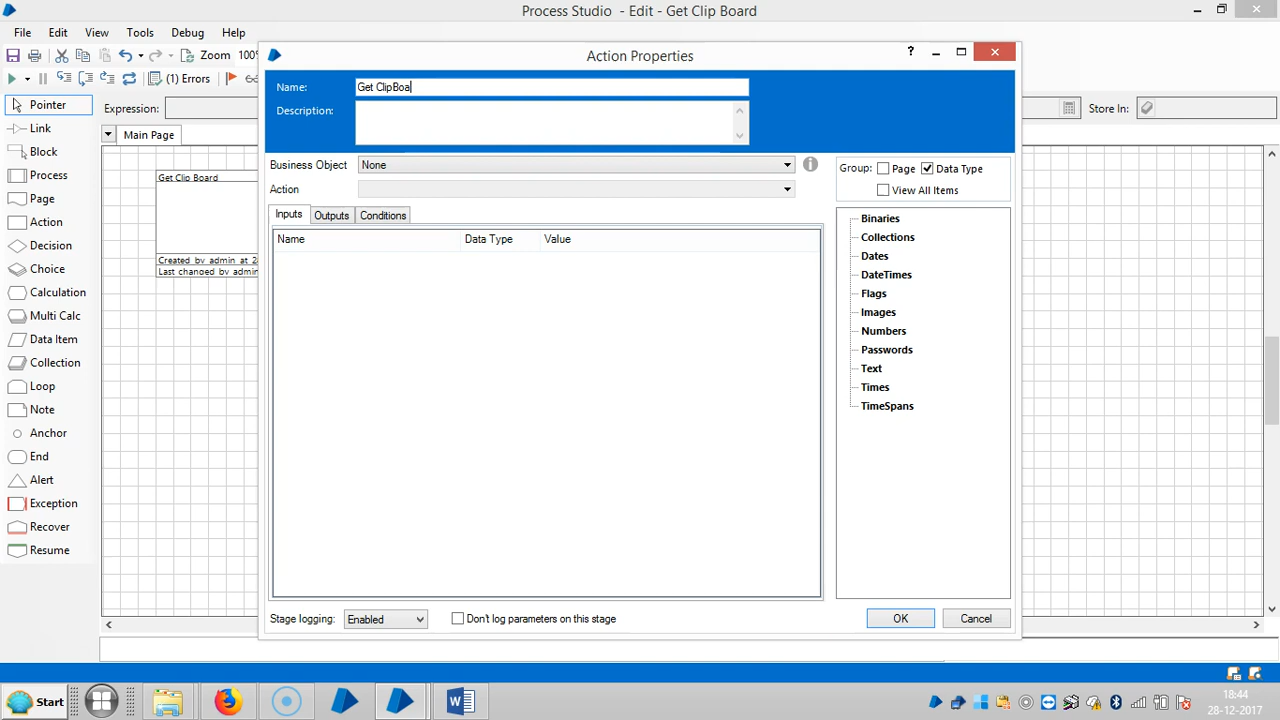 Process Studio - Edit - Get Clip Board
File Edit View Tools Debug Help
Zoom 100%
(1) Errors
Pointer
Link
Block
Process
Page
Action
Decision
Choice
Calculation
Multi Calc
Data Item
Collection
Loop
Note
Anchor
End
Alert
Exception
Recover
Resume
Expression:
Store In:
Main Page
Get Clip Board
Created by admin at 2
Last changed by admin
Action Properties
?
Name: Get ClipBoa
Description:
Business Object None
Action
Group: Page Data Type
View All Items
Inputs Outputs Conditions
Name Data Type Value
Binaries
Collections
Dates
DateTimes
Flags
Images
Numbers
Passwords
Text
Times
TimeSpans
Stage logging: Enabled Don't log parameters on this stage
OK Cancel
Start
18:44
28-12-2017